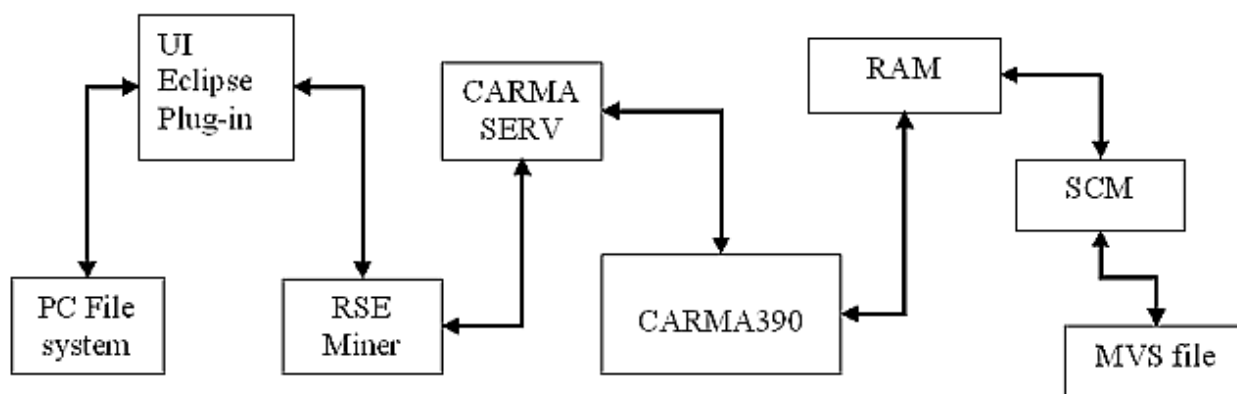 UI
Eclipse
Plug-in
PC File
system
RSE
Miner
CARMA
SERV
CARMA390
RAM
SCM
MVS file